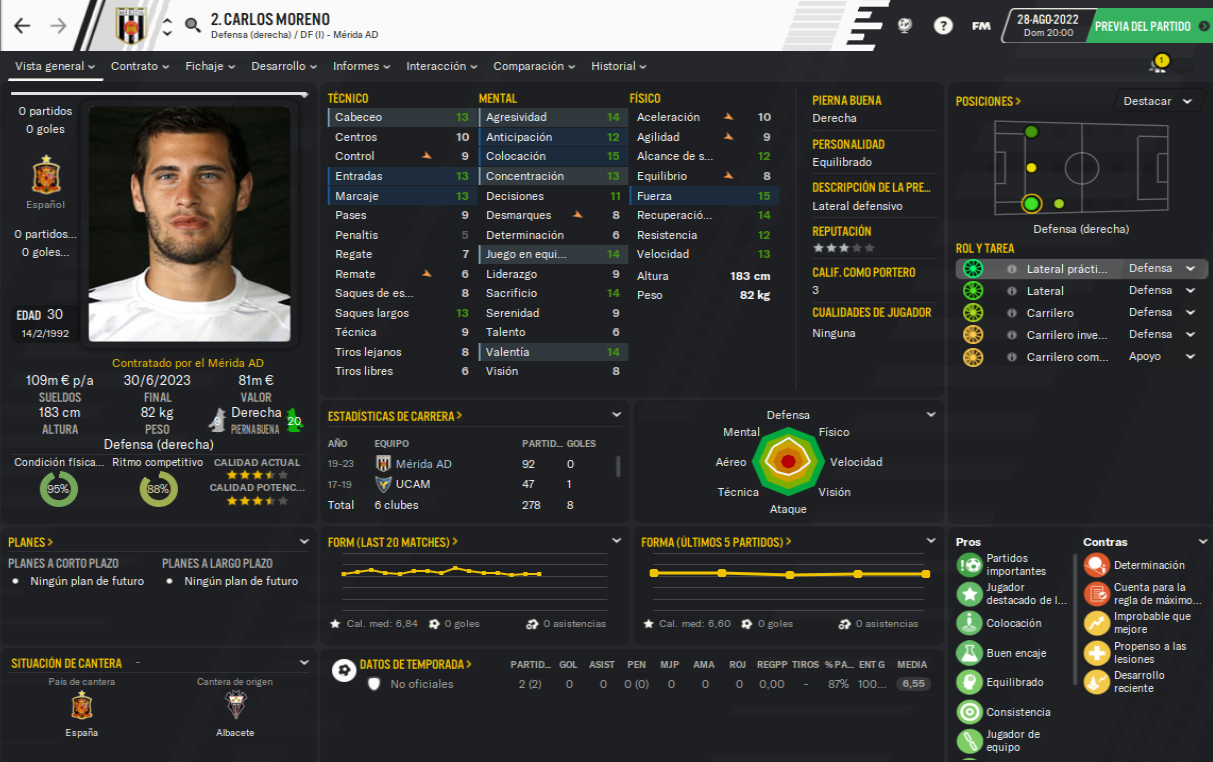 2. CARLOS MORENO
Defensa (derecha) / DF (I) - Mérida AD
FM
28-AGO-2022
Dom 20:00
PREVIA DEL PARTIDO
Vista general
Contrato
Fichaje
Desarrollo
Informes
Interacción
Comparación
Historial
1
0 partidos
0 goles
Español
0 partidos...
0 goles...
EDAD 30
14/2/1992
Contratado por el Mérida AD
109m € p/a
30/6/2023
81m €
SUELDOS
FINAL
VALOR
183 cm
82 kg
9
Derecha
20
ALTURA
PESO
PIERNA BUENA
Defensa (derecha)
Condición física...
Ritmo competitivo
CALIDAD ACTUAL
95%
88%
CALIDAD POTENC...
TÉCNICO
Cabeceo 13
Centros 10
Control 9
Entradas 13
Marcaje 13
Pases 9
Penaltis 5
Regate 7
Remate 6
Saques de es... 8
Saques largos 13
Técnica 9
Tiros lejanos 8
Tiros libres 6
MENTAL
Agresividad 14
Anticipación 12
Colocación 15
Concentración 13
Decisiones 11
Desmarques 8
Determinación 6
Juego en equi... 14
Liderazgo 9
Sacrificio 14
Serenidad 9
Talento 6
Valentía 14
Visión 8
FÍSICO
Aceleración 10
Agilidad 9
Alcance de s... 12
Equilibrio 8
Fuerza 15
Recuperació... 14
Resistencia 12
Velocidad 13
Altura 183 cm
Peso 82 kg
PIERNA BUENA
Derecha
PERSONALIDAD
Equilibrado
DESCRIPCIÓN DE LA PRE...
Lateral defensivo
REPUTACIÓN
CALIF. COMO PORTERO
3
CUALIDADES DE JUGADOR
Ninguna
POSICIONES >
Destacar
Defensa (derecha)
ROL Y TAREA
Lateral prácti... Defensa
Lateral Defensa
Carrilero Defensa
Carrilero inve... Defensa
Carrilero com... Apoyo
ESTADÍSTICAS DE CARRERA >
AÑO EQUIPO PARTID... GOLES
19-23 Mérida AD 92 0
17-19 UCAM 47 1
Total 6 clubes 278 8
Defensa
Físico
Velocidad
Visión
Ataque
Técnica
Aéreo
Mental
PLANES >
PLANES A CORTO PLAZO
Ningún plan de futuro
PLANES A LARGO PLAZO
Ningún plan de futuro
FORM (LAST 20 MATCHES) >
Cal. med: 6,84
0 goles
0 asistencias
FORMA (ÚLTIMOS 5 PARTIDOS) >
Cal. med: 6,60
0 goles
0 asistencias
Pros
Partidos
importantes
Jugador
destacado de l...
Colocación
Buen encaje
Equilibrado
Consistencia
Jugador de
equipo
Contras
Determinación
Cuenta para la
regla de máximo...
Improbable que
mejore
Propenso a las
lesiones
Desarrollo
reciente
SITUACIÓN DE CANTERA -
País de cantera
España
Cantera de origen
Albacete
DATOS DE TEMPORADA >
PARTID... GOL ASIST PEN MJP AMA ROJ REGPP TIROS % PA... ENT G MEDIA
No oficiales 2 (2) 0 0 0 (0) 0 0 0 0,00 - 87% 100... 6,55